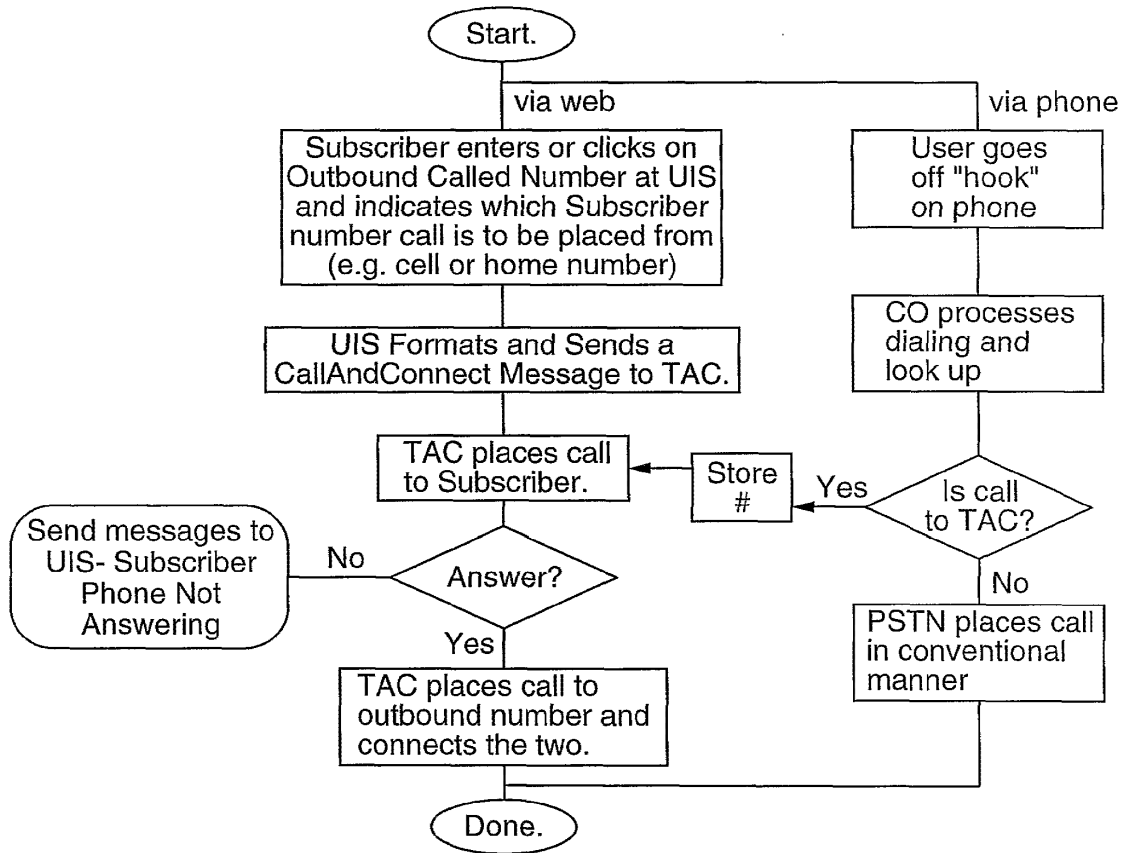 Start.
via web
via phone
Subscriber enters or clicks on
Outbound Called Number at UIS
and indicates which Subscriber
number call is to be placed from
(e.g. cell or home number)
User goes
off "hook"
on phone
UIS Formats and Sends a
CallAndConnect Message to TAC.
CO processes
dialing and
look up
TAC places call
to Subscriber.
Store
#
Yes
Is call
to TAC?
Send messages to
UIS- Subscriber
Phone Not
Answering
No
Answer?
No
Yes
PSTN places call
in conventional
manner
TAC places call to
outbound number and
connects the two.
Done.